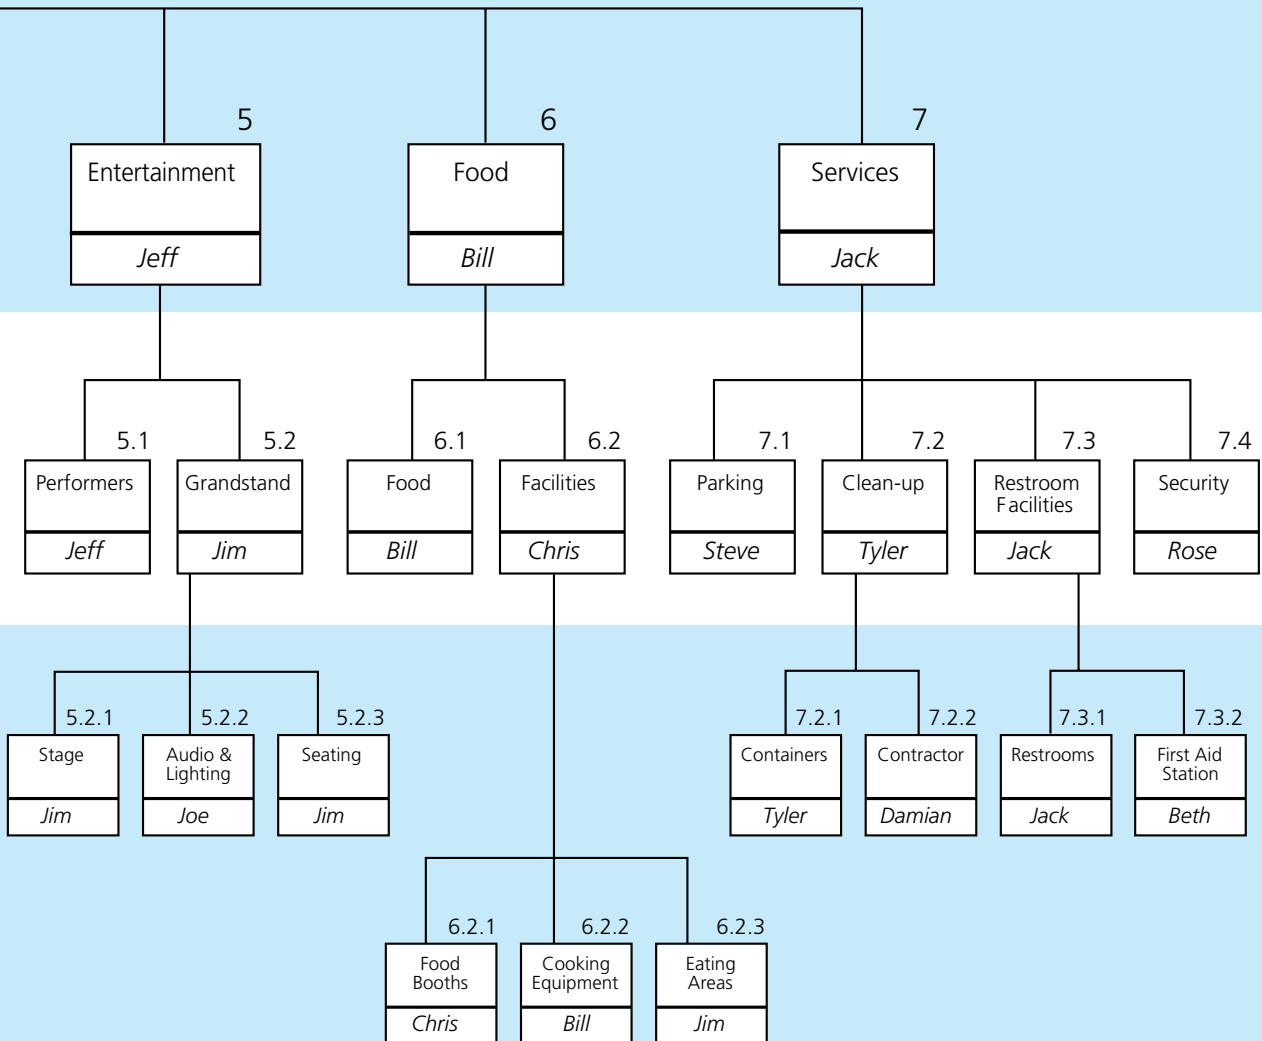 5
Entertainment
Jeff
6
Food
Bill
7
Services
Jack
5.1
Performers
Jeff
5.2
Grandstand
Jim
6.1
Food
Bill
6.2
Facilities
Chris
7.1
Parking
Steve
7.2
Clean-up
Tyler
7.3
Restroom
Facilities
Jack
7.4
Security
Rose
5.2.1
Stage
Jim
5.2.2
Audio &
Lighting
Joe
5.2.3
Seating
Jim
7.2.1
Containers
Tyler
7.2.2
Contractor
Damian
7.3.1
Restrooms
Jack
7.3.2
First Aid
Station
Beth
6.2.1
Food
Booths
Chris
6.2.2
Cooking
Equipment
Bill
6.2.3
Eating
Areas
Jim